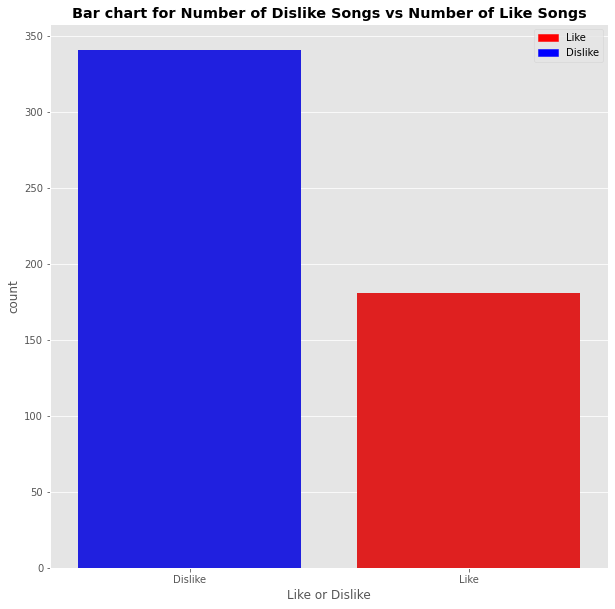 Bar chart for Number of Dislike Songs vs Number of Like Songs
Like
Dislike
350
300
250
200
150
100
50
0
count
Dislike
Like
Like or Dislike